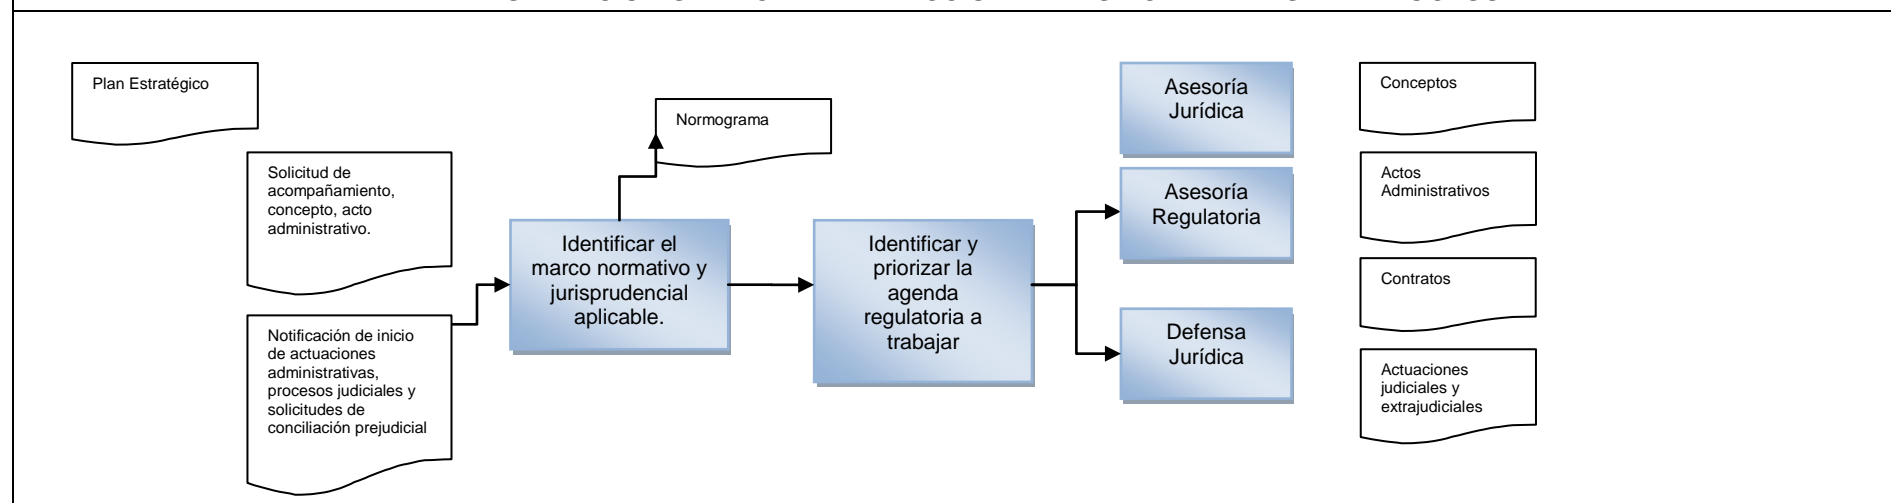 Plan Estratégico
Solicitud de
acompañamiento,
concepto, acto
administrativo.
Notificación de inicio
de actuaciones
administrativas,
procesos judiciales y
solicitudes de
conciliación prejudicial
Normograma
Identificar el
marco normativo y
jurisprudencial
aplicable.
Identificar y
priorizar la
agenda
regulatoria a
trabajar
Asesoría
Jurídica
Asesoría
Regulatoria
Defensa
Jurídica
Conceptos
Actos
Administrativos
Contratos
Actuaciones
judiciales y
extrajudiciales